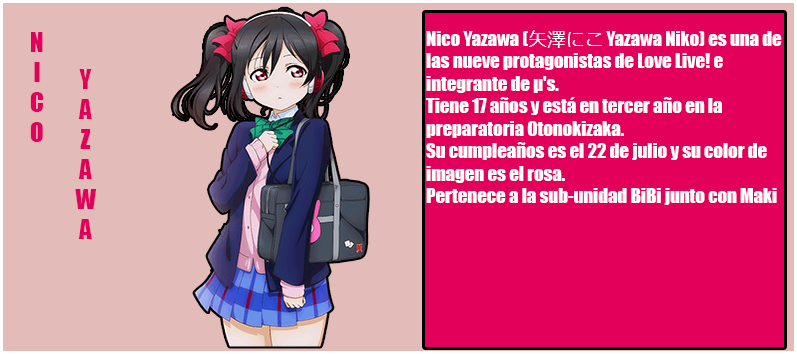 NICO
YAZAWA
Nico Yazawa (矢澤にこ Yazawa Niko) es una de
las nueve protagonistas de Love Live! e
integrante de μ's.
Tiene 17 años y está en tercer año en la
preparatoria Otonokizaka.
Su cumpleaños es el 22 de julio y su color de
imagen es el rosa.
Pertenece a la sub-unidad BiBi junto con Maki